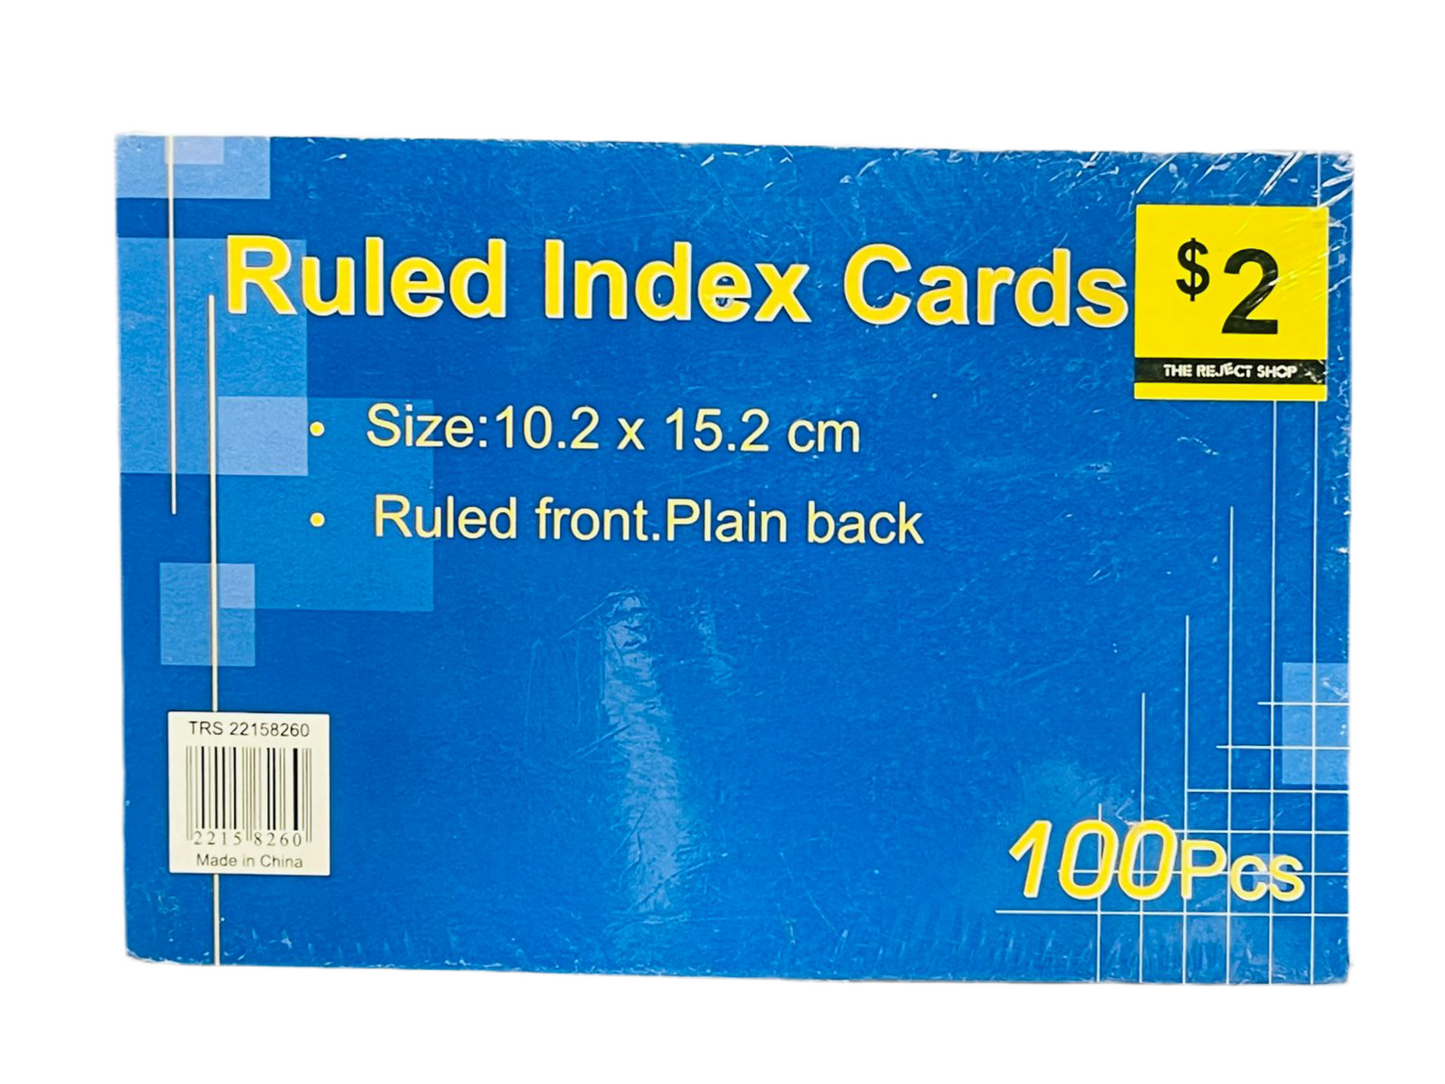 Ruled Index Cards
$2
THE REJECT SHOP
• Size:10.2 x 15.2 cm
• Ruled front.Plain back
TRS 22158260
2215 8260
Made in China
100Pcs